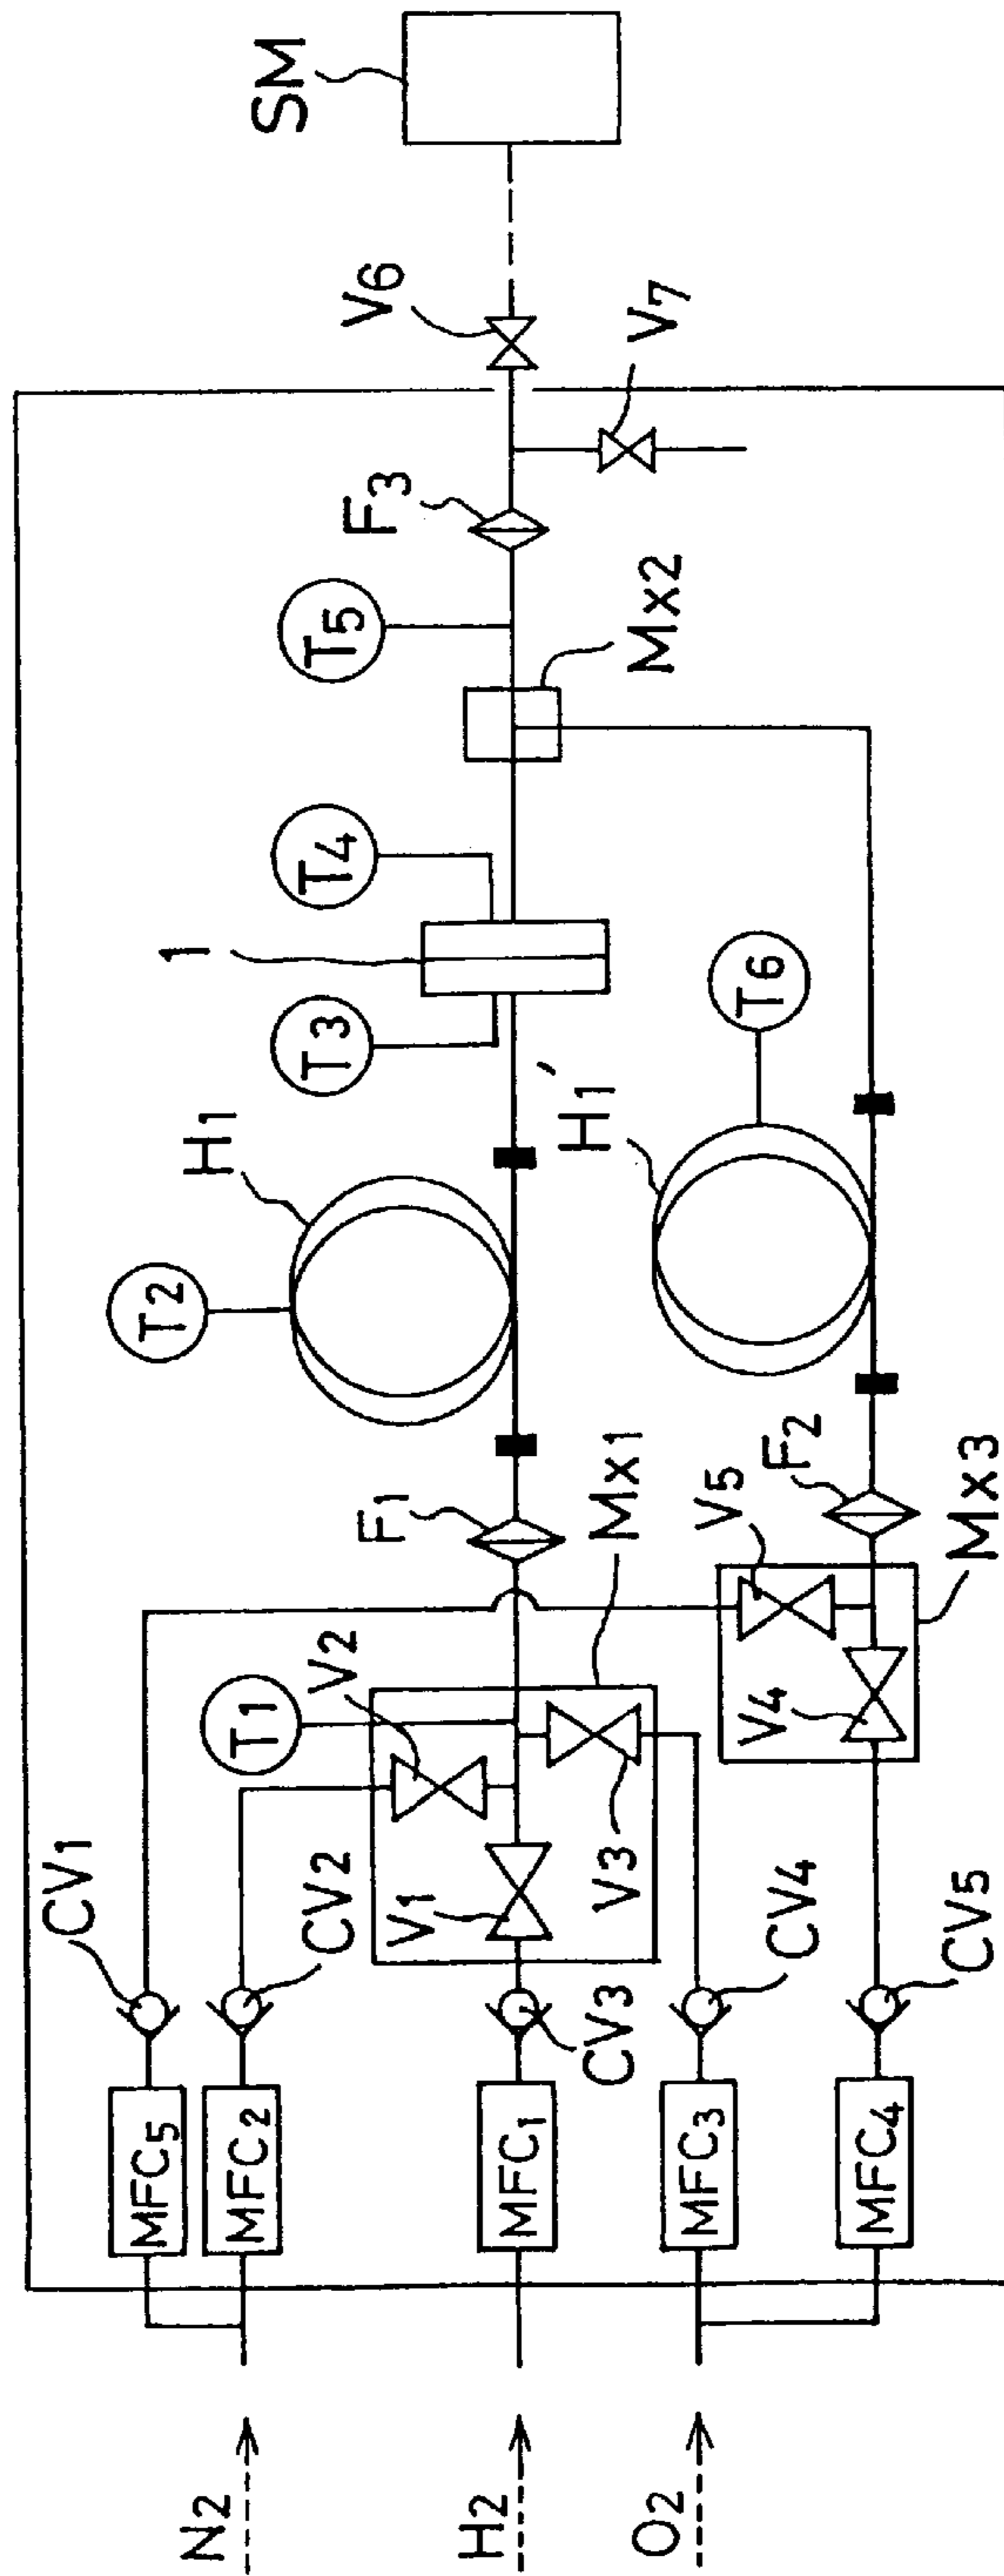 SM
V6
V7
F3
T5
Mx2
T4
1
T3
T6
H1
H1'
T2
F1
Mx1
V5
F2
Mx3
T1
V2
V4
V3
V1
CV1
CV2
CV3
CV4
CV5
MFC5
MFC2
MFC1
MFC3
MFC4
N2
H2
O2